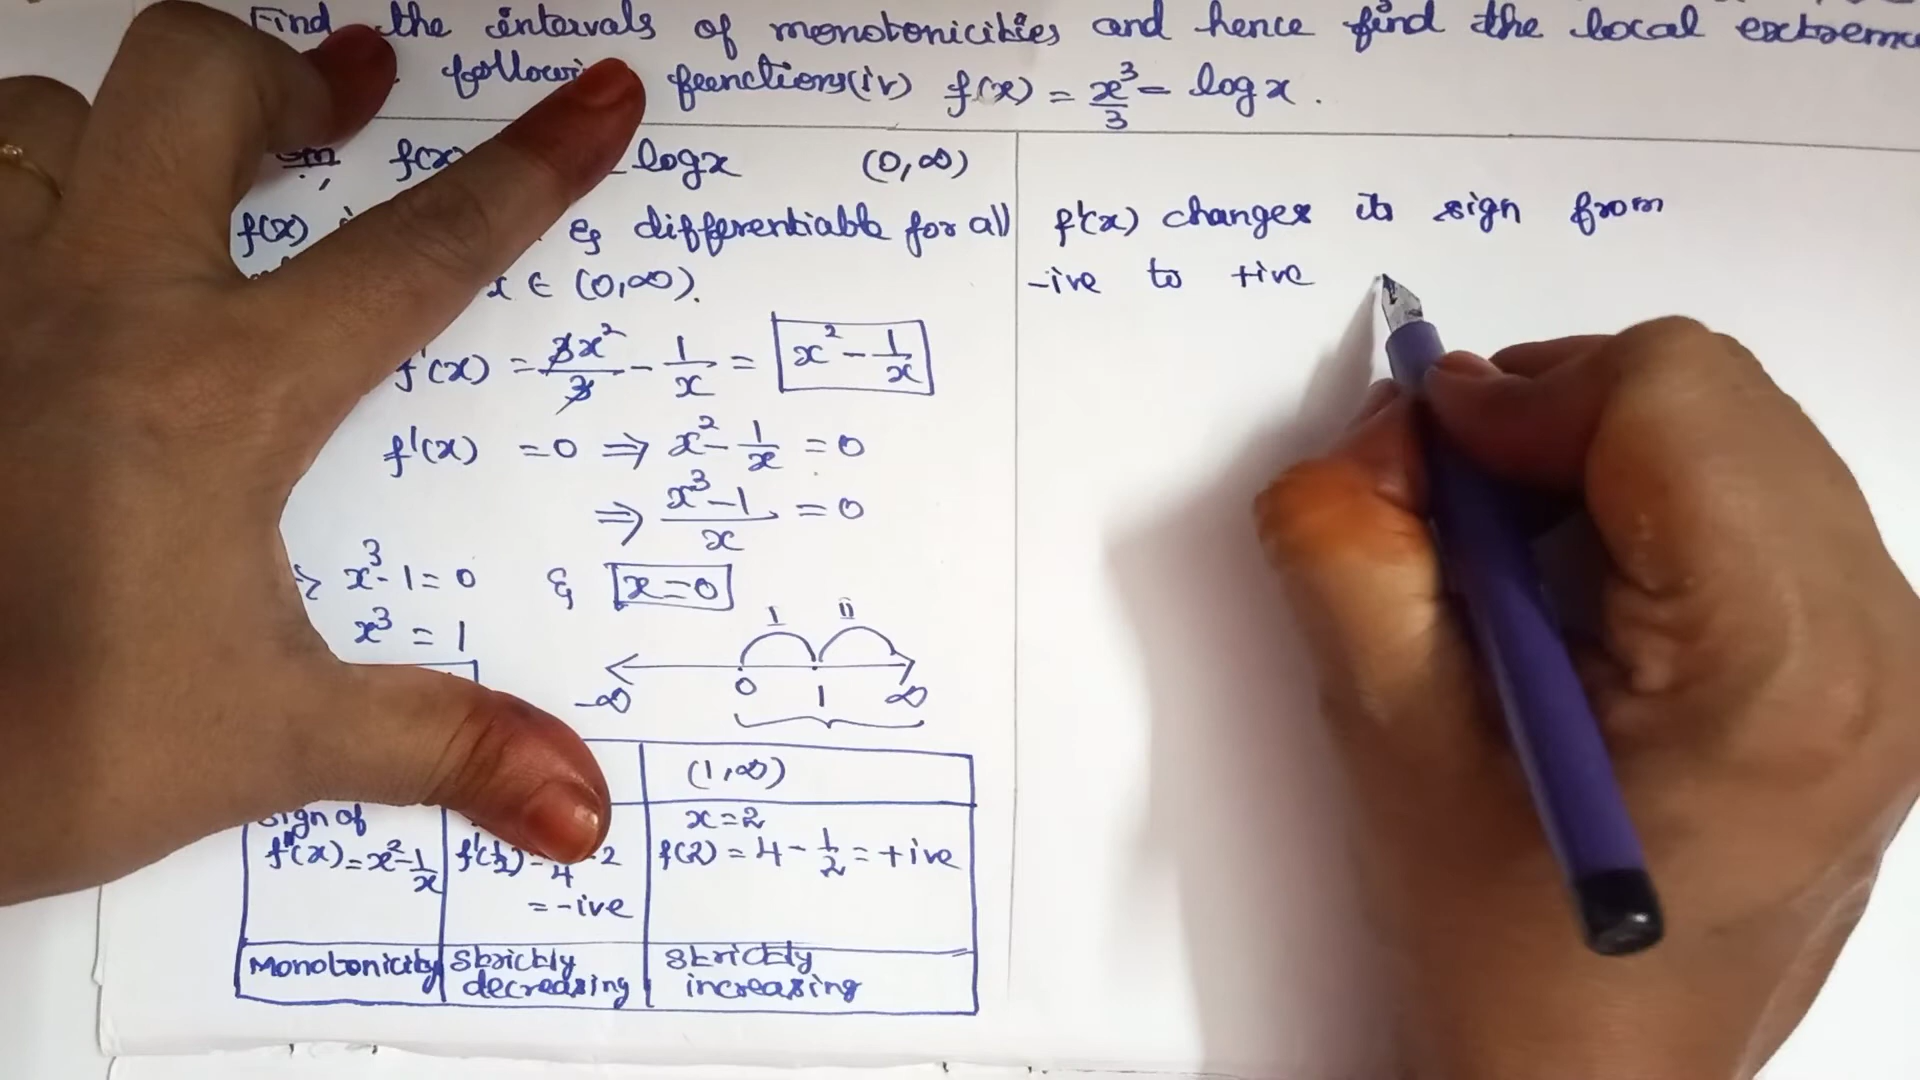 Find the intervals of monotonicities and hence find the local extrema
following functions(iv) f(x) = x³/3 - log x .
f(x) - log x (0,∞)
f(x) & differentiable for all
x ∈ (0,∞).
f'(x) = 3x²/3 - 1/x = x² - 1/x
f'(x) = 0 ⇒ x² - 1/x = 0
⇒ x³-1/x = 0
x³-1=0 & x=0
x³ = 1
I II
-∞ 0 1 ∞
(1,∞)
sign of x=2
f'(x)=x²-1/x f'(1/2) = 4 - 2 f(2) = 4 - 1/2 = +ive
= -ive
Monotonicity Strictly decreasing Strictly increasing
f'(x) changes its sign from
-ive to +ive